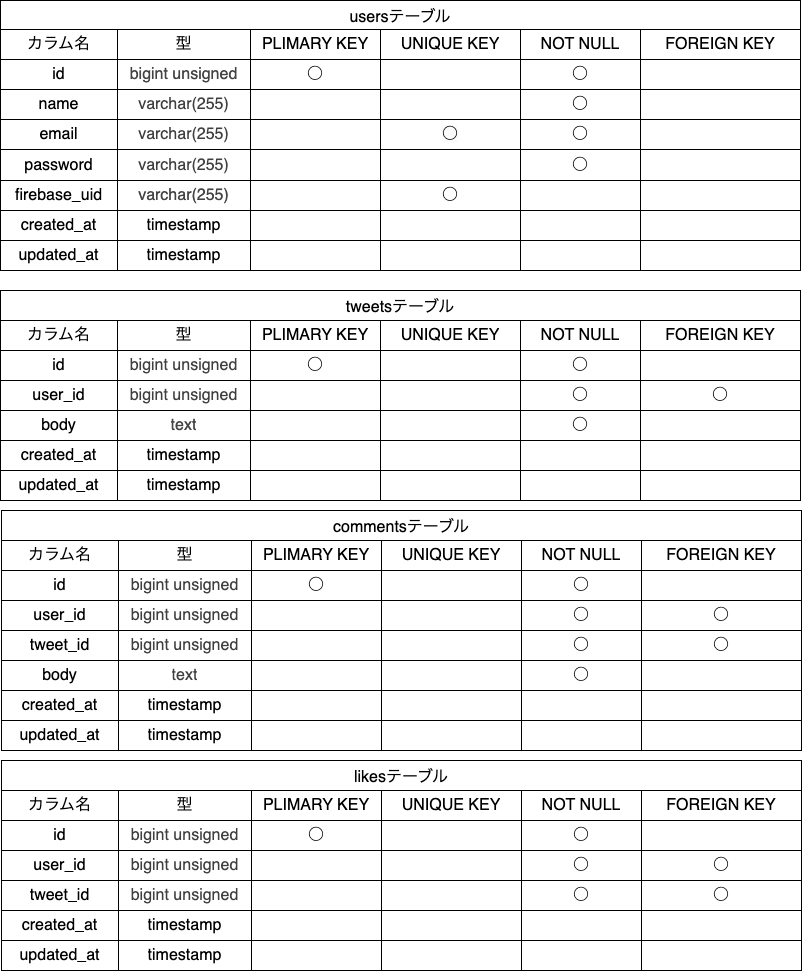 usersテーブル
カラム名 型 PLIMARY KEY UNIQUE KEY NOT NULL FOREIGN KEY
id bigint unsigned ○ ○
name varchar(255) ○
email varchar(255) ○ ○
password varchar(255) ○
firebase_uid varchar(255) ○
created_at timestamp
updated_at timestamp
tweetsテーブル
カラム名 型 PLIMARY KEY UNIQUE KEY NOT NULL FOREIGN KEY
id bigint unsigned ○ ○
user_id bigint unsigned ○ ○
body text ○
created_at timestamp
updated_at timestamp
commentsテーブル
カラム名 型 PLIMARY KEY UNIQUE KEY NOT NULL FOREIGN KEY
id bigint unsigned ○ ○
user_id bigint unsigned ○ ○
tweet_id bigint unsigned ○ ○
body text ○
created_at timestamp
updated_at timestamp
likesテーブル
カラム名 型 PLIMARY KEY UNIQUE KEY NOT NULL FOREIGN KEY
id bigint unsigned ○ ○
user_id bigint unsigned ○ ○
tweet_id bigint unsigned ○ ○
created_at timestamp
updated_at timestamp